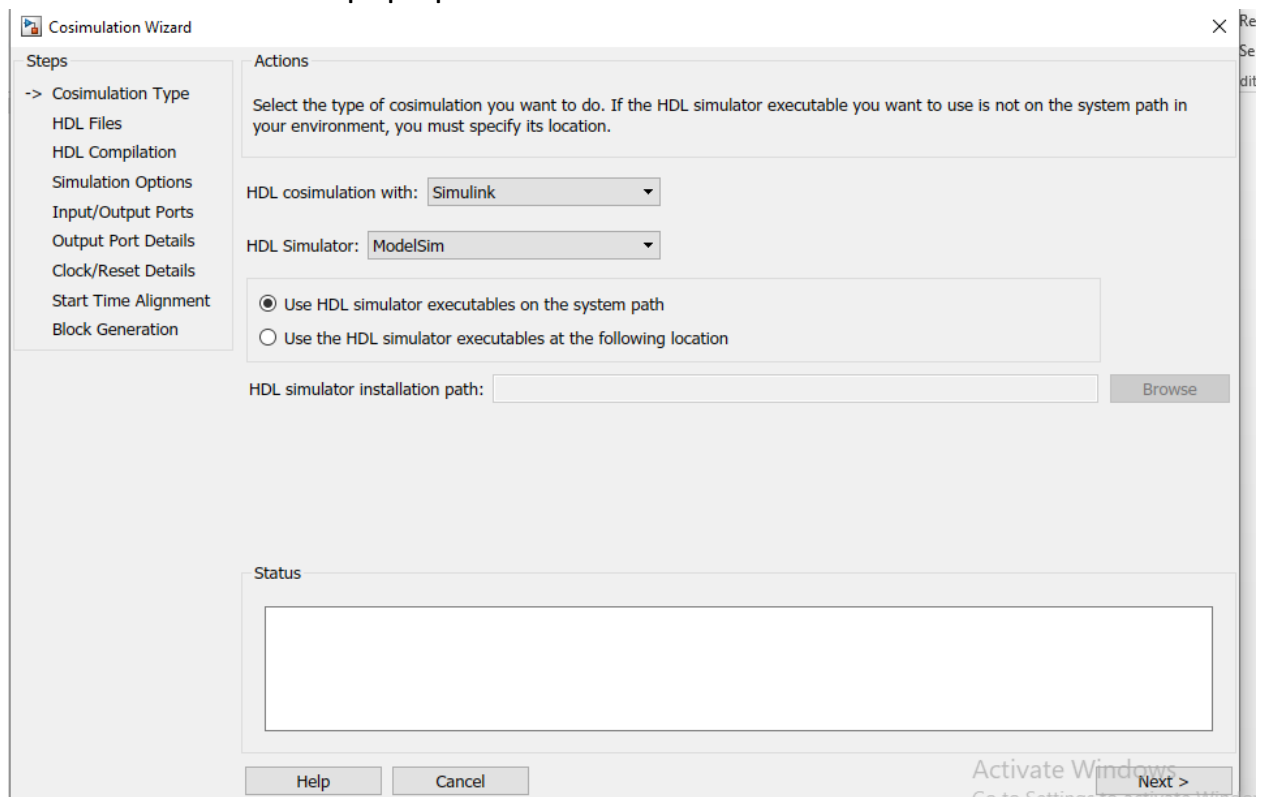 Cosimulation Wizard
Re
Se
dit
Steps
-> Cosimulation Type
HDL Files
HDL Compilation
Simulation Options
Input/Output Ports
Output Port Details
Clock/Reset Details
Start Time Alignment
Block Generation
Actions
Select the type of cosimulation you want to do. If the HDL simulator executable you want to use is not on the system path in
your environment, you must specify its location.
HDL cosimulation with: Simulink
HDL Simulator: ModelSim
Use HDL simulator executables on the system path
Use the HDL simulator executables at the following location
HDL simulator installation path:
Browse
Status
Activate Windows
Help
Cancel
Next >